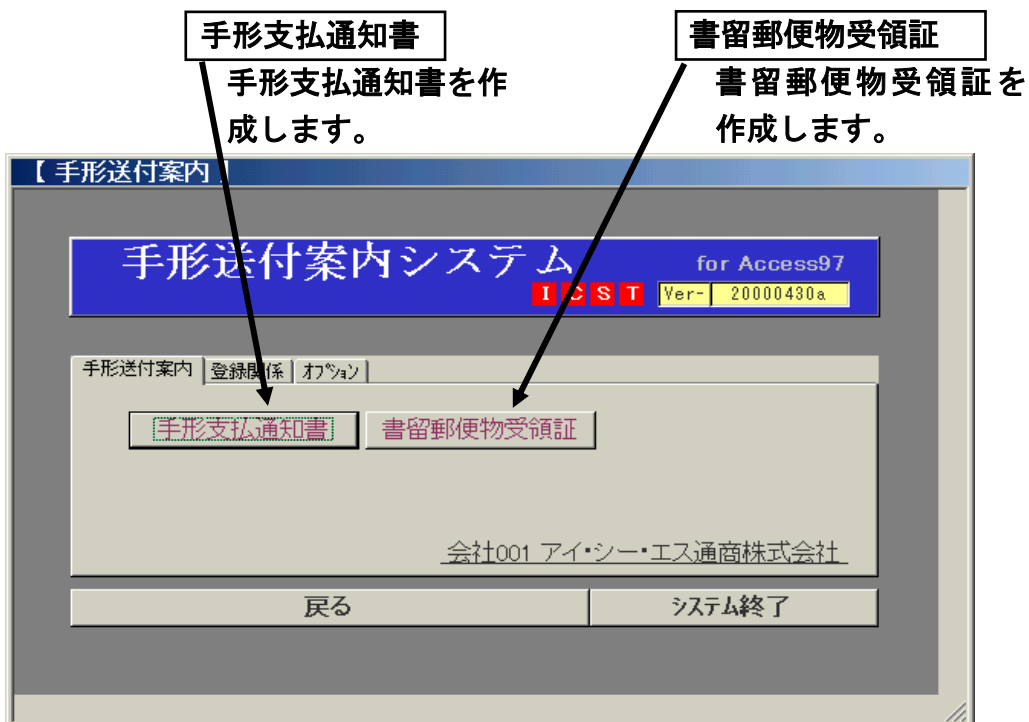 手形支払通知書
手形支払通知書を作
成します。
書留郵便物受領証
書留郵便物受領証を
作成します。
【 手形送付案内 】
手形送付案内システム
for Access97
I C S T Ver- 20000430a
手形送付案内 登録関係 ｵﾌﾟｼｮﾝ
手形支払通知書 書留郵便物受領証
会社001 アイ・シー・エス通商株式会社
戻る ｼｽﾃﾑ終了